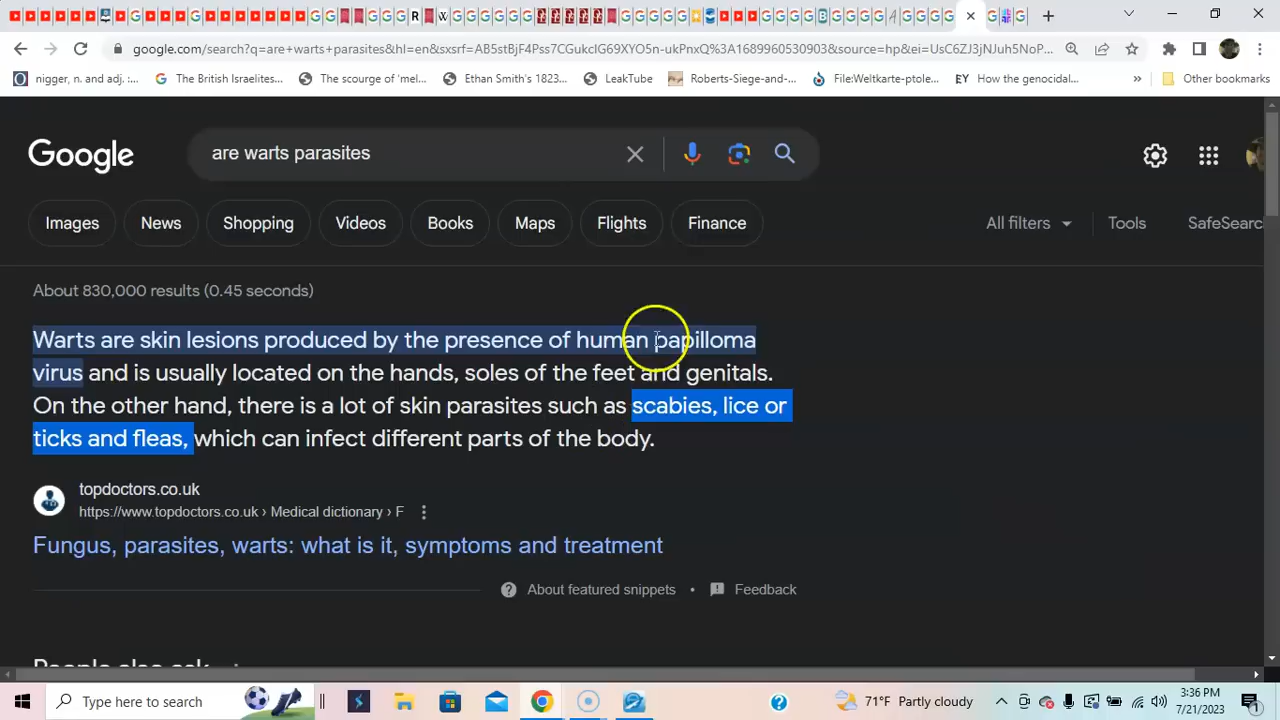 google.com/search?q=are+warts+parasites&hl=en&sxsrf=AB5stBjF4Pss7CGukcIG69XYO5n-ukPnxQ%3A1689960530903&source=hp&ei=UsC6ZJ3jNJuh5NoP...
nigger, n. and adj. :...
The British Israelites...
The scourge of 'mel...
Ethan Smith's 1823...
LeakTube
Roberts-Siege-and-...
File:Weltkarte-ptole...
EY
How the genocidal...
»
Other bookmarks
Google
are warts parasites
Images
News
Shopping
Videos
Books
Maps
Flights
Finance
All filters
Tools
SafeSearc
About 830,000 results (0.45 seconds)
Warts are skin lesions produced by the presence of human papilloma
virus and is usually located on the hands, soles of the feet and genitals.
On the other hand, there is a lot of skin parasites such as scabies, lice or
ticks and fleas, which can infect different parts of the body.
topdoctors.co.uk
https://www.topdoctors.co.uk › Medical dictionary › F
Fungus, parasites, warts: what is it, symptoms and treatment
About featured snippets
•
Feedback
People also ask
Type here to search
71°F Partly cloudy
3:36 PM
7/21/2023